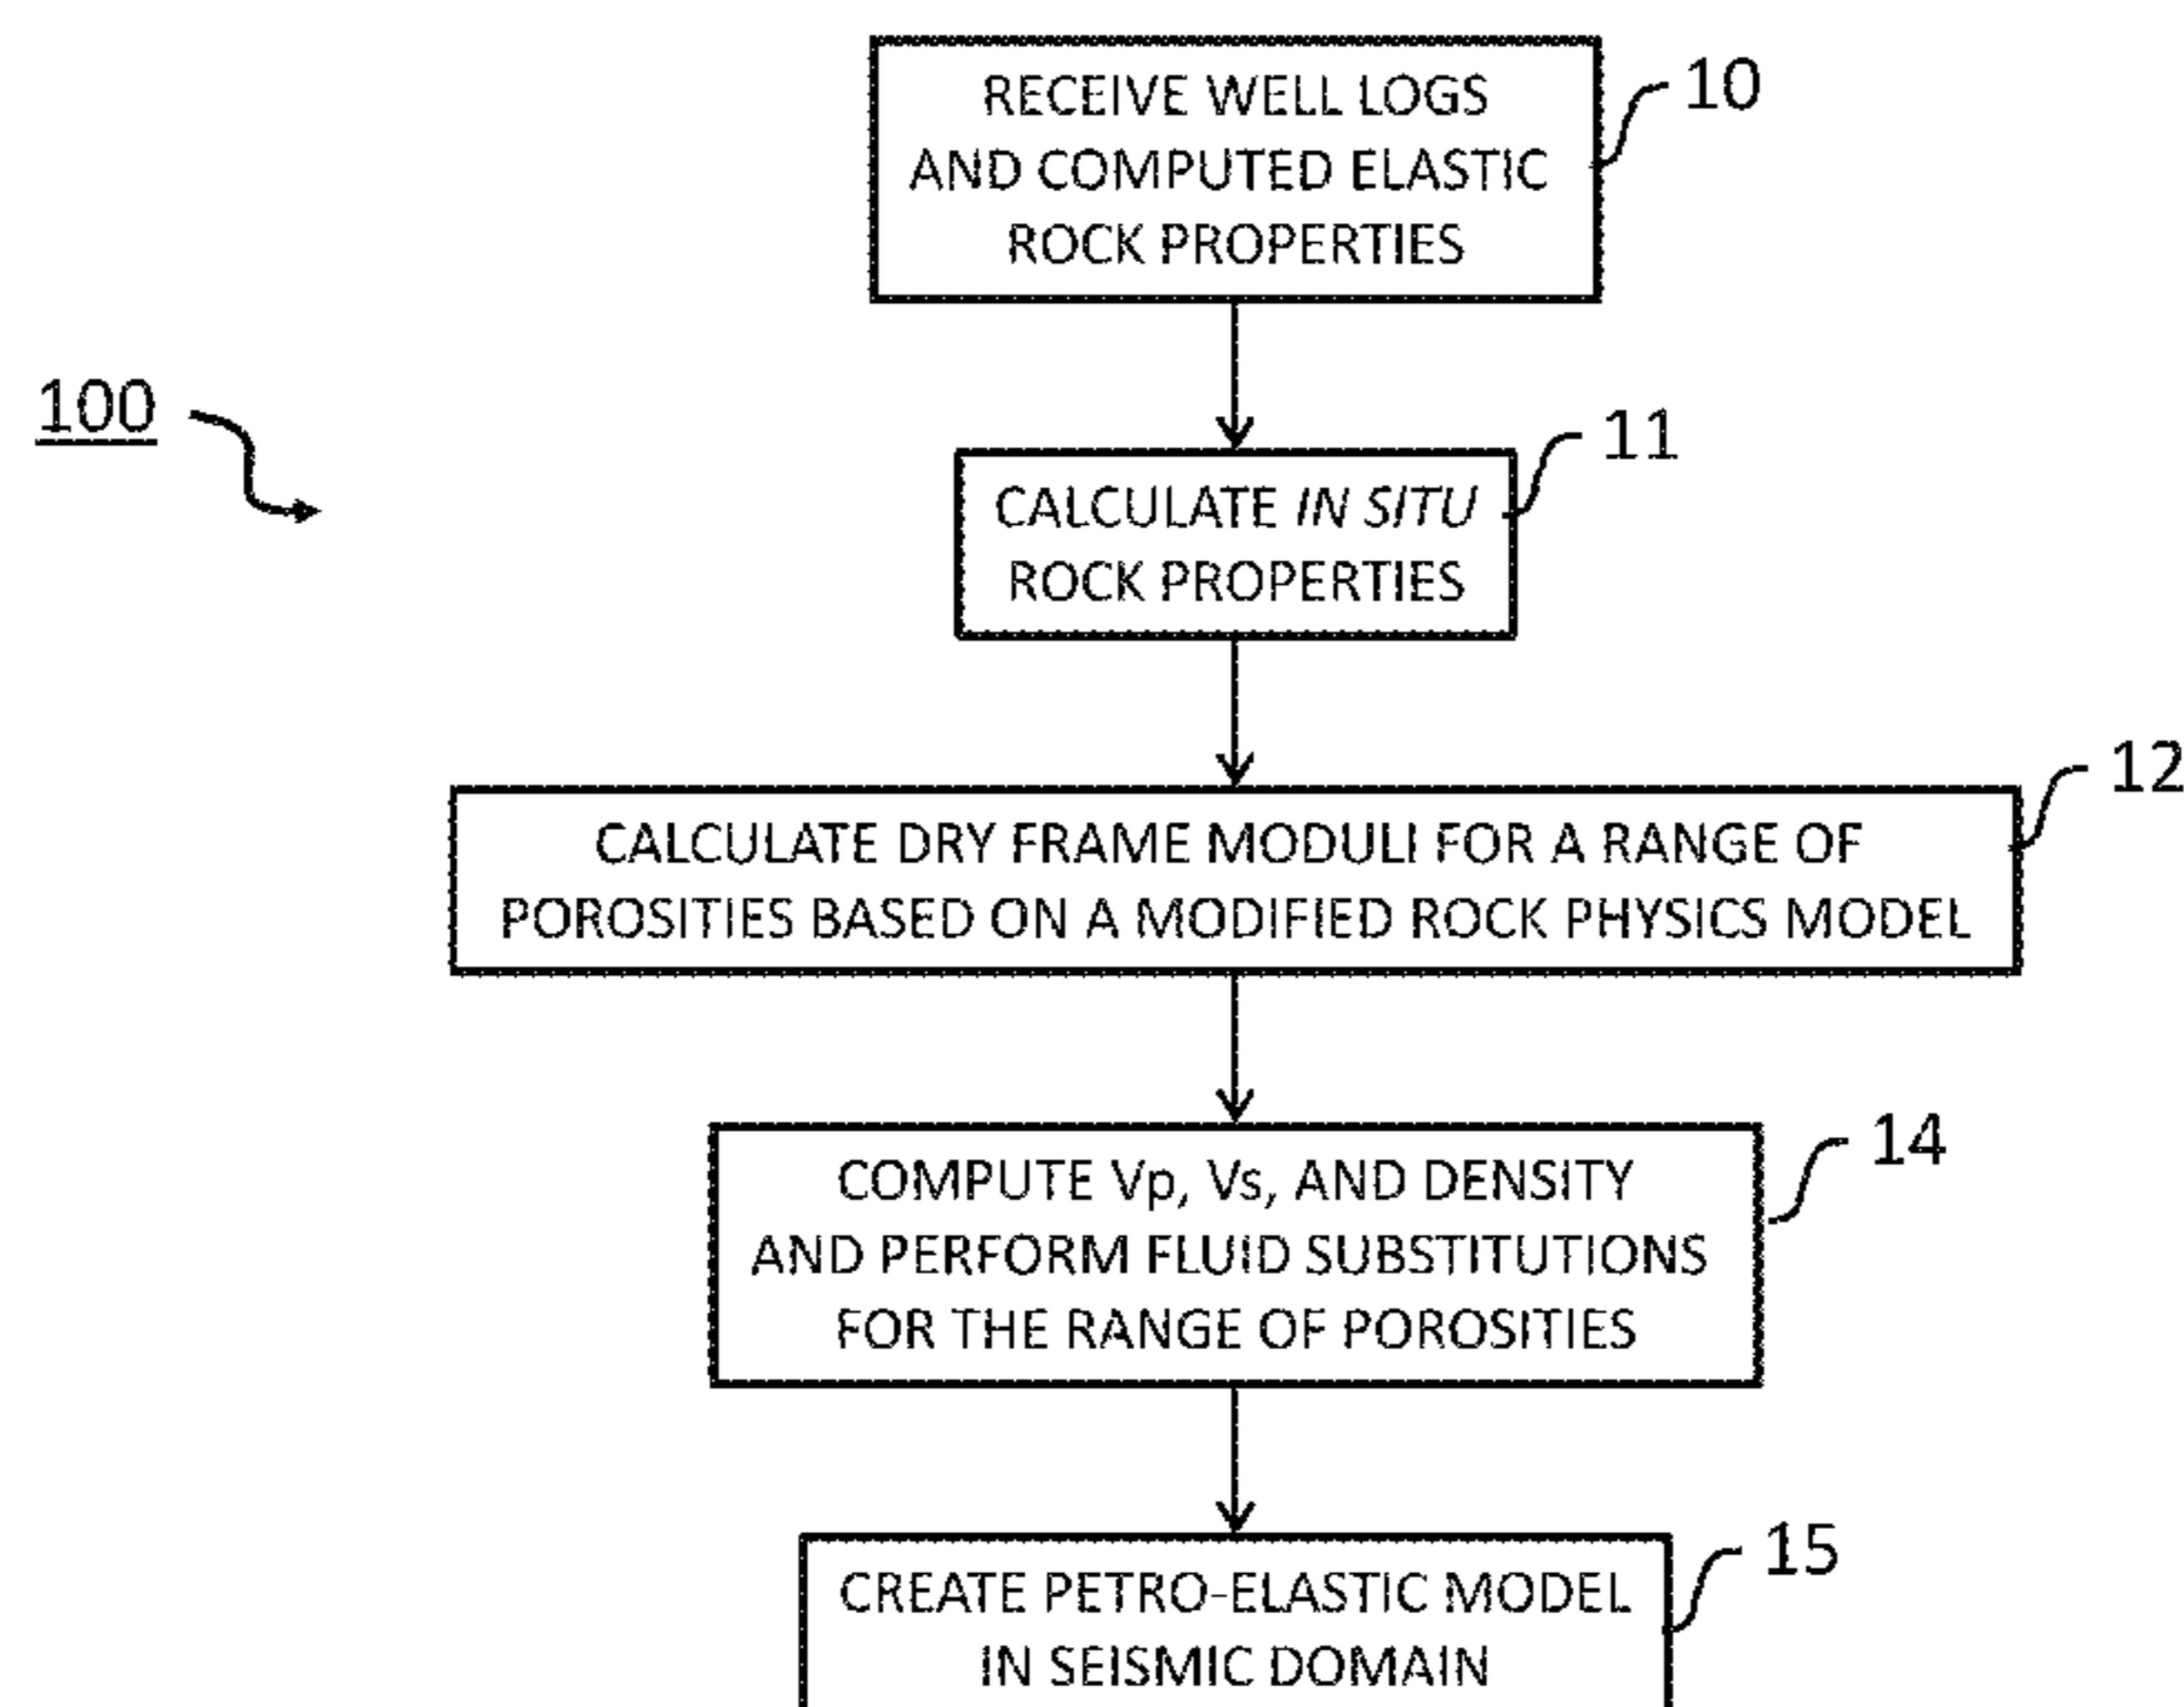 RECEIVE WELL LOGS
AND COMPUTED ELASTIC
ROCK PROPERTIES
10
100
CALCULATE IN SITU
ROCK PROPERTIES
11
CALCULATE DRY FRAME MODULI FOR A RANGE OF
POROSITIES BASED ON A MODIFIED ROCK PHYSICS MODEL
12
COMPUTE Vp, Vs, AND DENSITY
AND PERFORM FLUID SUBSTITUTIONS
FOR THE RANGE OF POROSITIES
14
CREATE PETRO-ELASTIC MODEL
IN SEISMIC DOMAIN
15